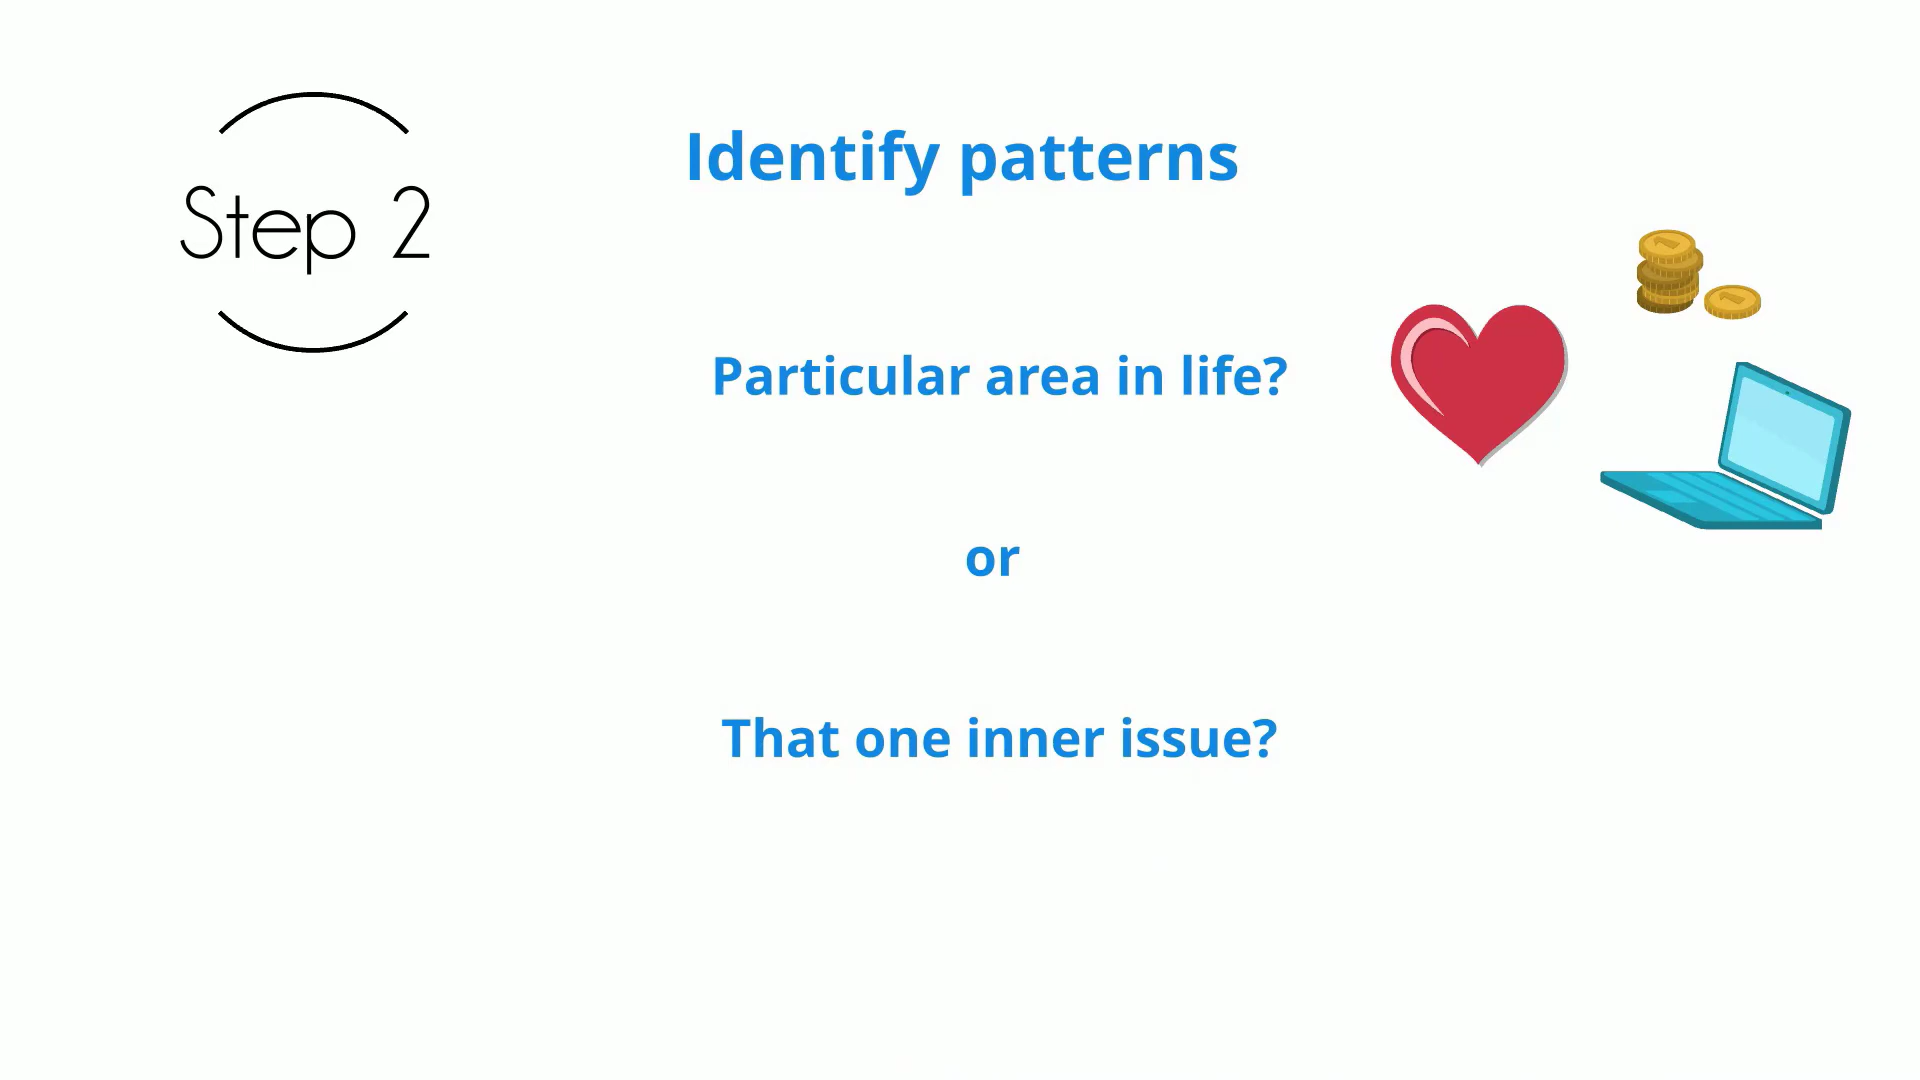 Step 2
Identify patterns
Particular area in life?
or
That one inner issue?